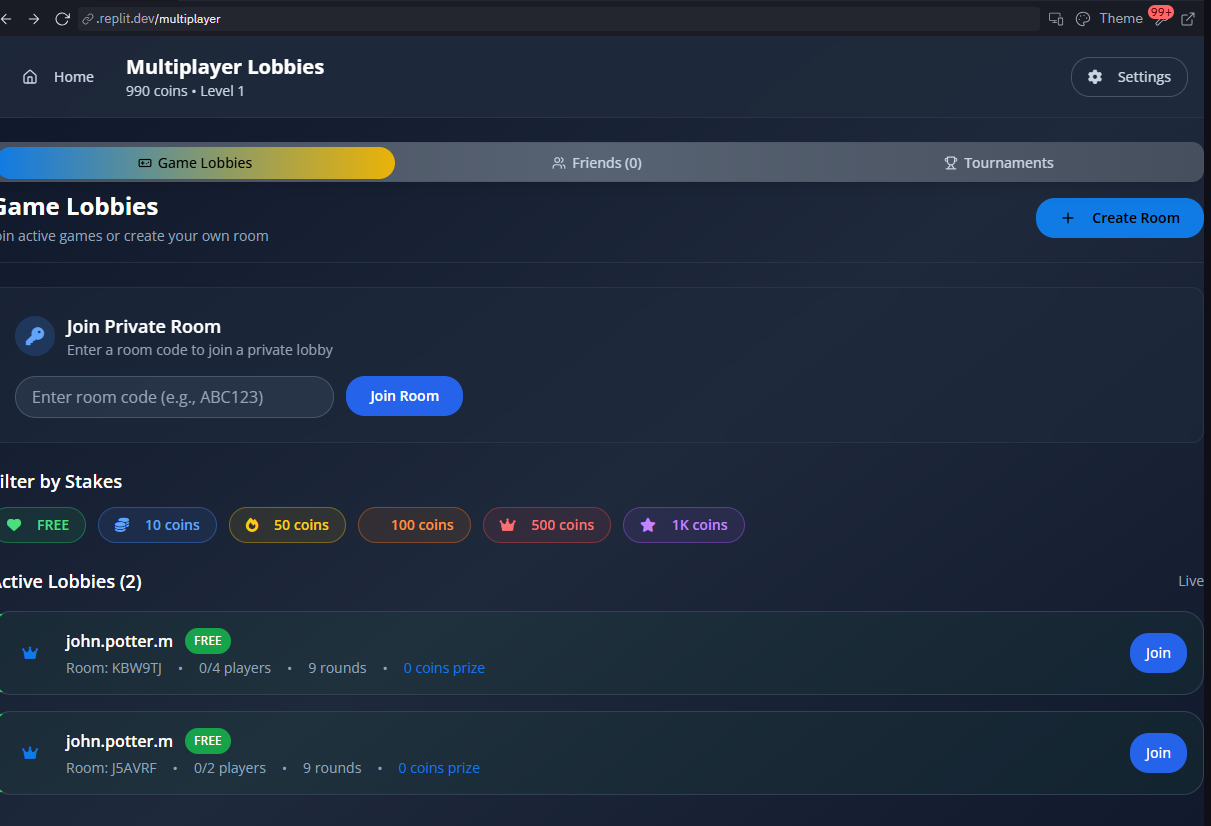 .replit.dev/multiplayer
Theme
99+
Home
Multiplayer Lobbies
990 coins • Level 1
Settings
Game Lobbies
Friends (0)
Tournaments
Game Lobbies
oin active games or create your own room
+ Create Room
Join Private Room
Enter a room code to join a private lobby
Enter room code (e.g., ABC123)
Join Room
ilter by Stakes
FREE
10 coins
50 coins
100 coins
500 coins
1K coins
Active Lobbies (2)
Live
john.potter.m FREE
Room: KBW9TJ • 0/4 players • 9 rounds • 0 coins prize
Join
john.potter.m FREE
Room: J5AVRF • 0/2 players • 9 rounds • 0 coins prize
Join